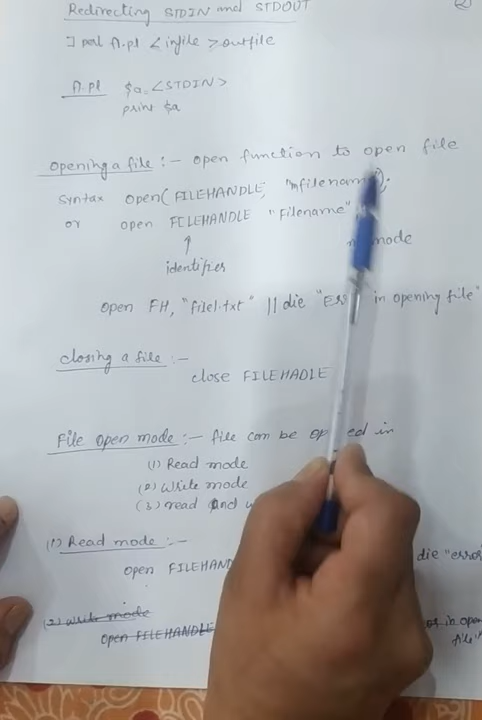 Redirecting STDIN and STDOUT
perl f1.pl < infile > outfile
f1.pl $a = <STDIN>
print $a
opening a file :- open function to open file
Syntax open( FILEHANDLE, "mfilename");
or open FILEHANDLE "Filename"
mode
identifies
open FH, "file1.txt" || die "Err in opening file"
closing a file :-
close FILEHADLE
File open mode :- file can be op ed in
(1) Read mode
(2) Write mode
(3) read and
(1) Read mode :-
open FILEHAND die "error
(2) Write mode
open FILEHANDLE in open
file"